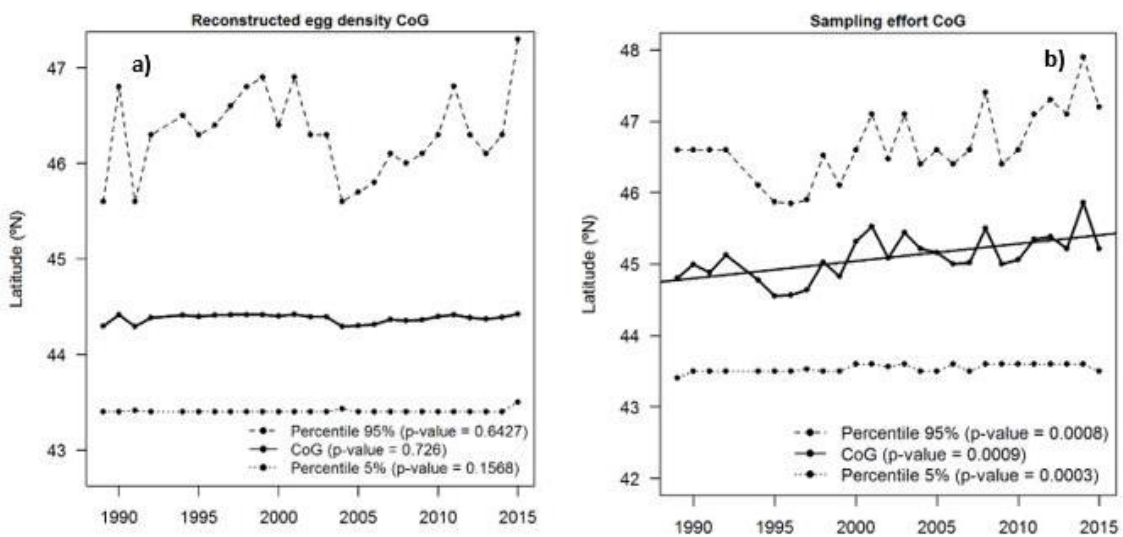 Reconstructed egg density CoG
a)
47
46
45
44
43
Latitude (ºN)
Percentile 95% (p-value = 0.6427)
CoG (p-value = 0.726)
Percentile 5% (p-value = 0.1568)
1990 1995 2000 2005 2010 2015
Sampling effort CoG
b)
48
47
46
45
44
43
42
Latitude (ºN)
Percentile 95% (p-value = 0.0008)
CoG (p-value = 0.0009)
Percentile 5% (p-value = 0.0003)
1990 1995 2000 2005 2010 2015